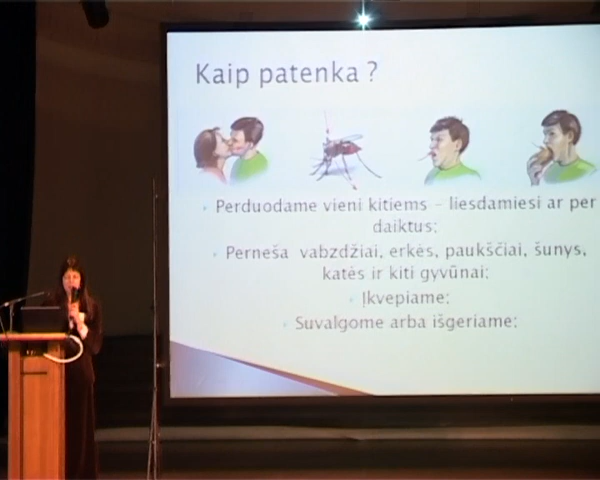 Kaip patenka ?
Perduodame vieni kitiems – liesdamiesi ar per
daiktus;
Perneša vabzdžiai, erkės, paukščiai, šunys,
katės ir kiti gyvūnai;
Įkvepiame;
Suvalgome arba išgeriame;